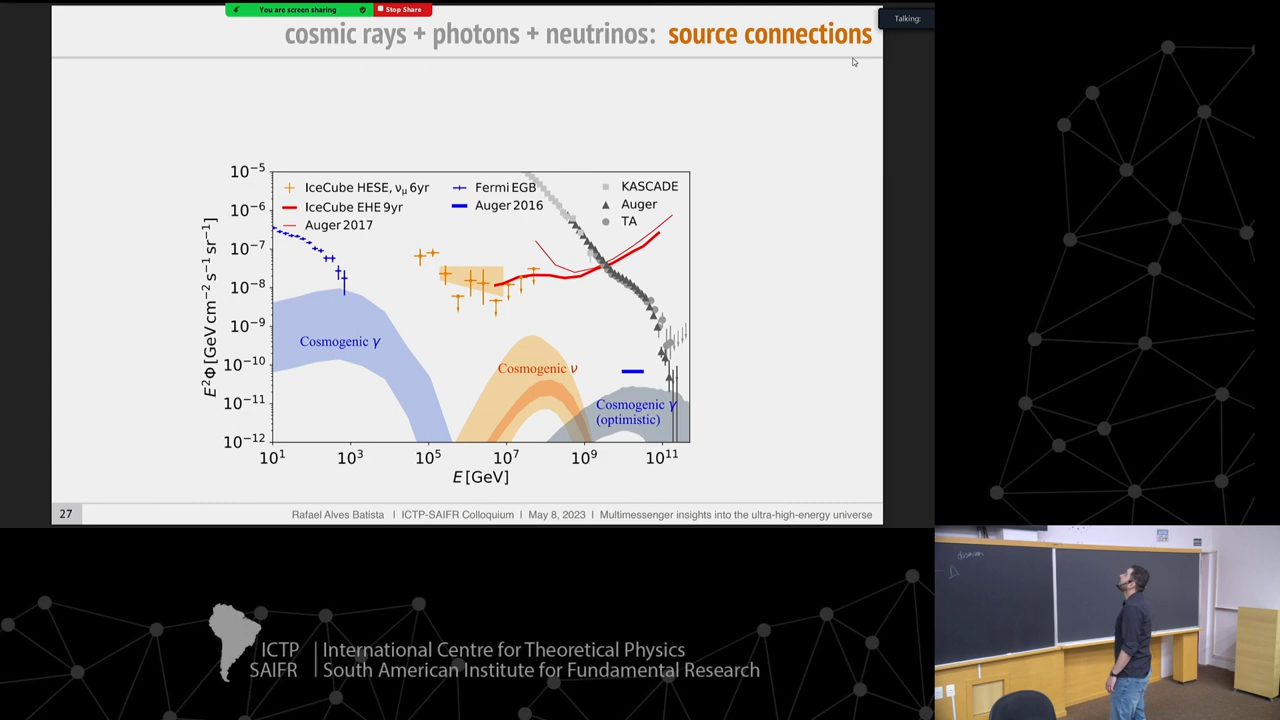 You are screen sharing
Stop Share
Talking:
cosmic rays + photons + neutrinos: source connections
10⁻⁵
10⁻⁶
10⁻⁷
10⁻⁸
10⁻⁹
10⁻¹⁰
10⁻¹¹
10⁻¹²
E²Φ [GeV cm⁻² s⁻¹ sr⁻¹]
IceCube HESE, νμ 6yr
IceCube EHE 9yr
Auger 2017
Fermi EGB
Auger 2016
KASCADE
Auger
TA
Cosmogenic γ
Cosmogenic ν
Cosmogenic γ
(optimistic)
10¹ 10³ 10⁵ 10⁷ 10⁹ 10¹¹
E [GeV]
27
Rafael Alves Batista | ICTP-SAIFR Colloquium | May 8, 2023 | Multimessenger insights into the ultra-high-energy universe
ICTP International Centre for Theoretical Physics
SAIFR South American Institute for Fundamental Research